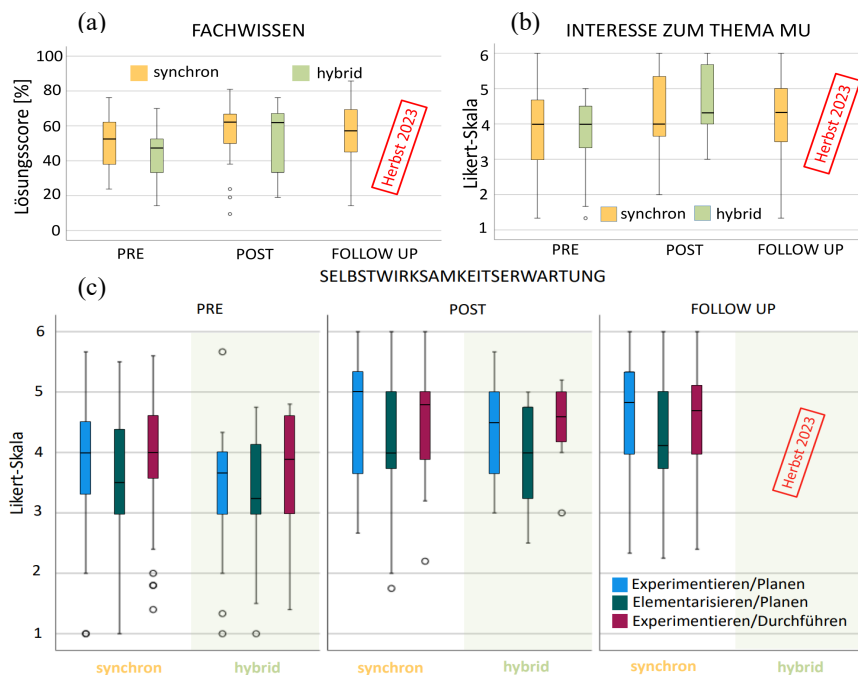 (a)
FACHWISSEN
Lösungsscore [%]
100
80
60
40
20
0
synchron
hybrid
Herbst 2023
PRE
POST
FOLLOW UP
(b)
INTERESSE ZUM THEMA MU
Likert-Skala
6
5
4
3
2
1
synchron
hybrid
Herbst 2023
PRE
POST
FOLLOW UP
SELBSTWIRKSAMKEITSERWARTUNG
(c)
PRE
POST
FOLLOW UP
Likert-Skala
6
5
4
3
2
1
Herbst 2023
Experimentieren/Planen
Elementarisieren/Planen
Experimentieren/Durchführen
synchron
hybrid
synchron
hybrid
synchron
hybrid